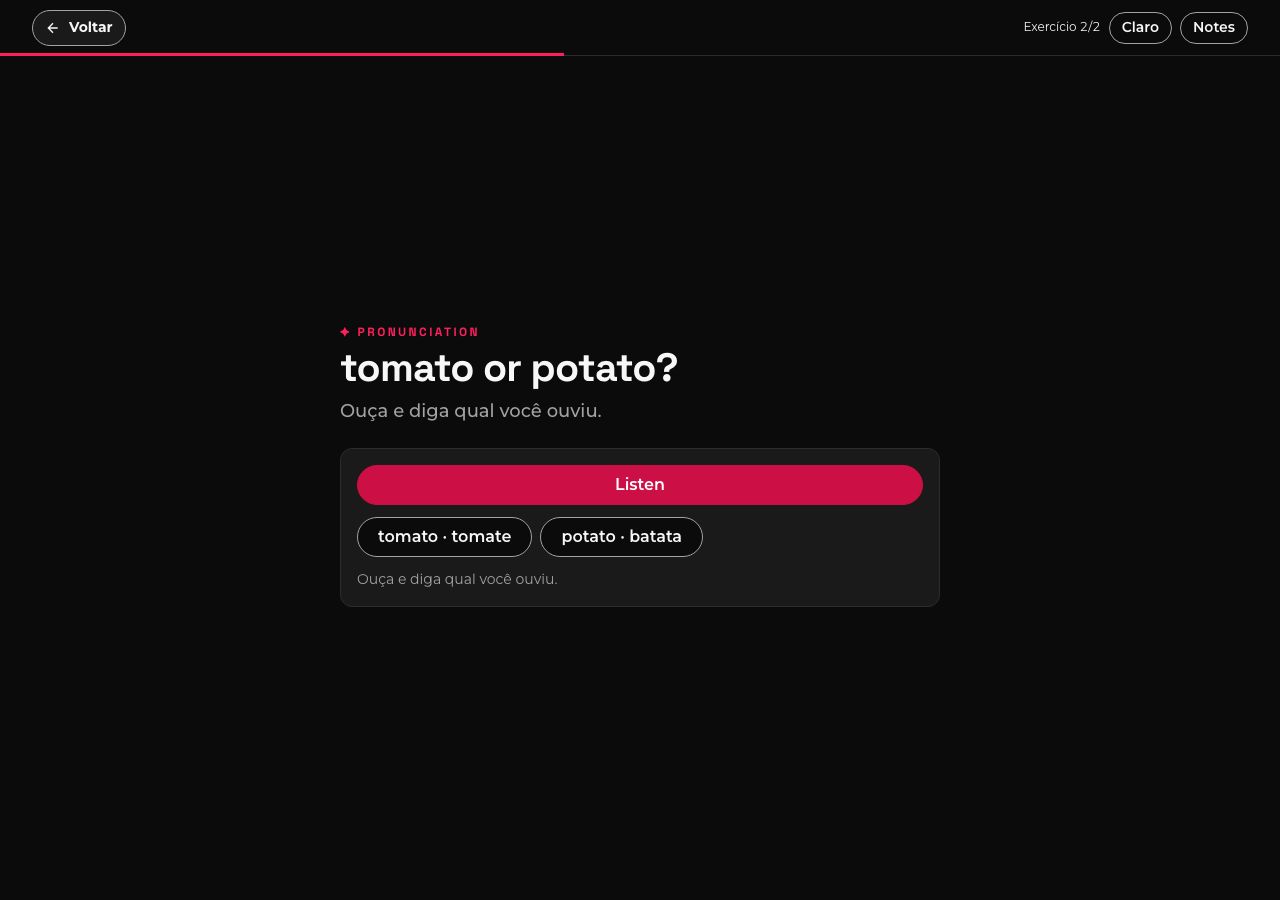 Voltar
Exercício 2/2
Claro
Notes
PRONUNCIATION
tomato or potato?
Ouça e diga qual você ouviu.
Listen
tomato · tomate
potato · batata
Ouça e diga qual você ouviu.